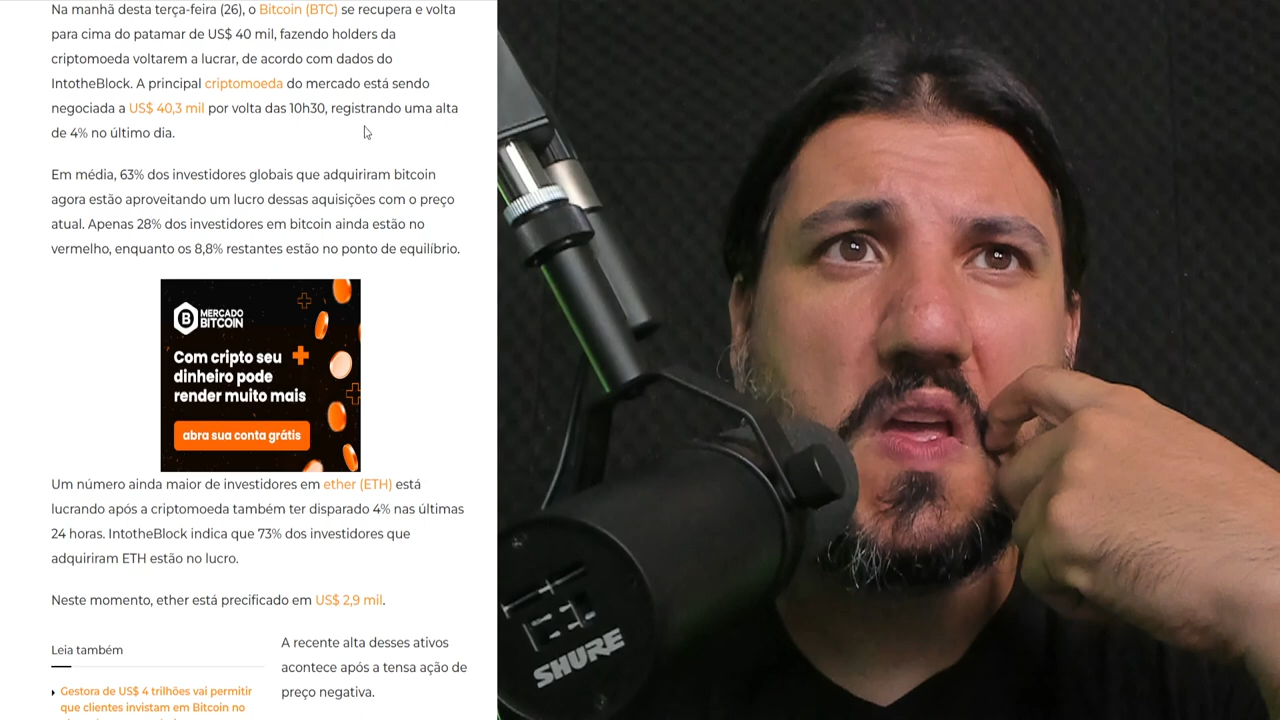 Na manhã desta terça-feira (26), o Bitcoin (BTC) se recupera e volta
para cima do patamar de US$ 40 mil, fazendo holders da
criptomoeda voltarem a lucrar, de acordo com dados do
IntotheBlock. A principal criptomoeda do mercado está sendo
negociada a US$ 40,3 mil por volta das 10h30, registrando uma alta
de 4% no último dia.
Em média, 63% dos investidores globais que adquiriram bitcoin
agora estão aproveitando um lucro dessas aquisições com o preço
atual. Apenas 28% dos investidores em bitcoin ainda estão no
vermelho, enquanto os 8,8% restantes estão no ponto de equilíbrio.
MERCADO
BITCOIN
Com cripto seu
dinheiro pode
render muito mais
abra sua conta grátis
Um número ainda maior de investidores em ether (ETH) está
lucrando após a criptomoeda também ter disparado 4% nas últimas
24 horas. IntotheBlock indica que 73% dos investidores que
adquiriram ETH estão no lucro.
Neste momento, ether está precificado em US$ 2,9 mil.
Leia também
Gestora de US$ 4 trilhões vai permitir
que clientes invistam em Bitcoin no
A recente alta desses ativos
acontece após a tensa ação de
preço negativa.
SHURE